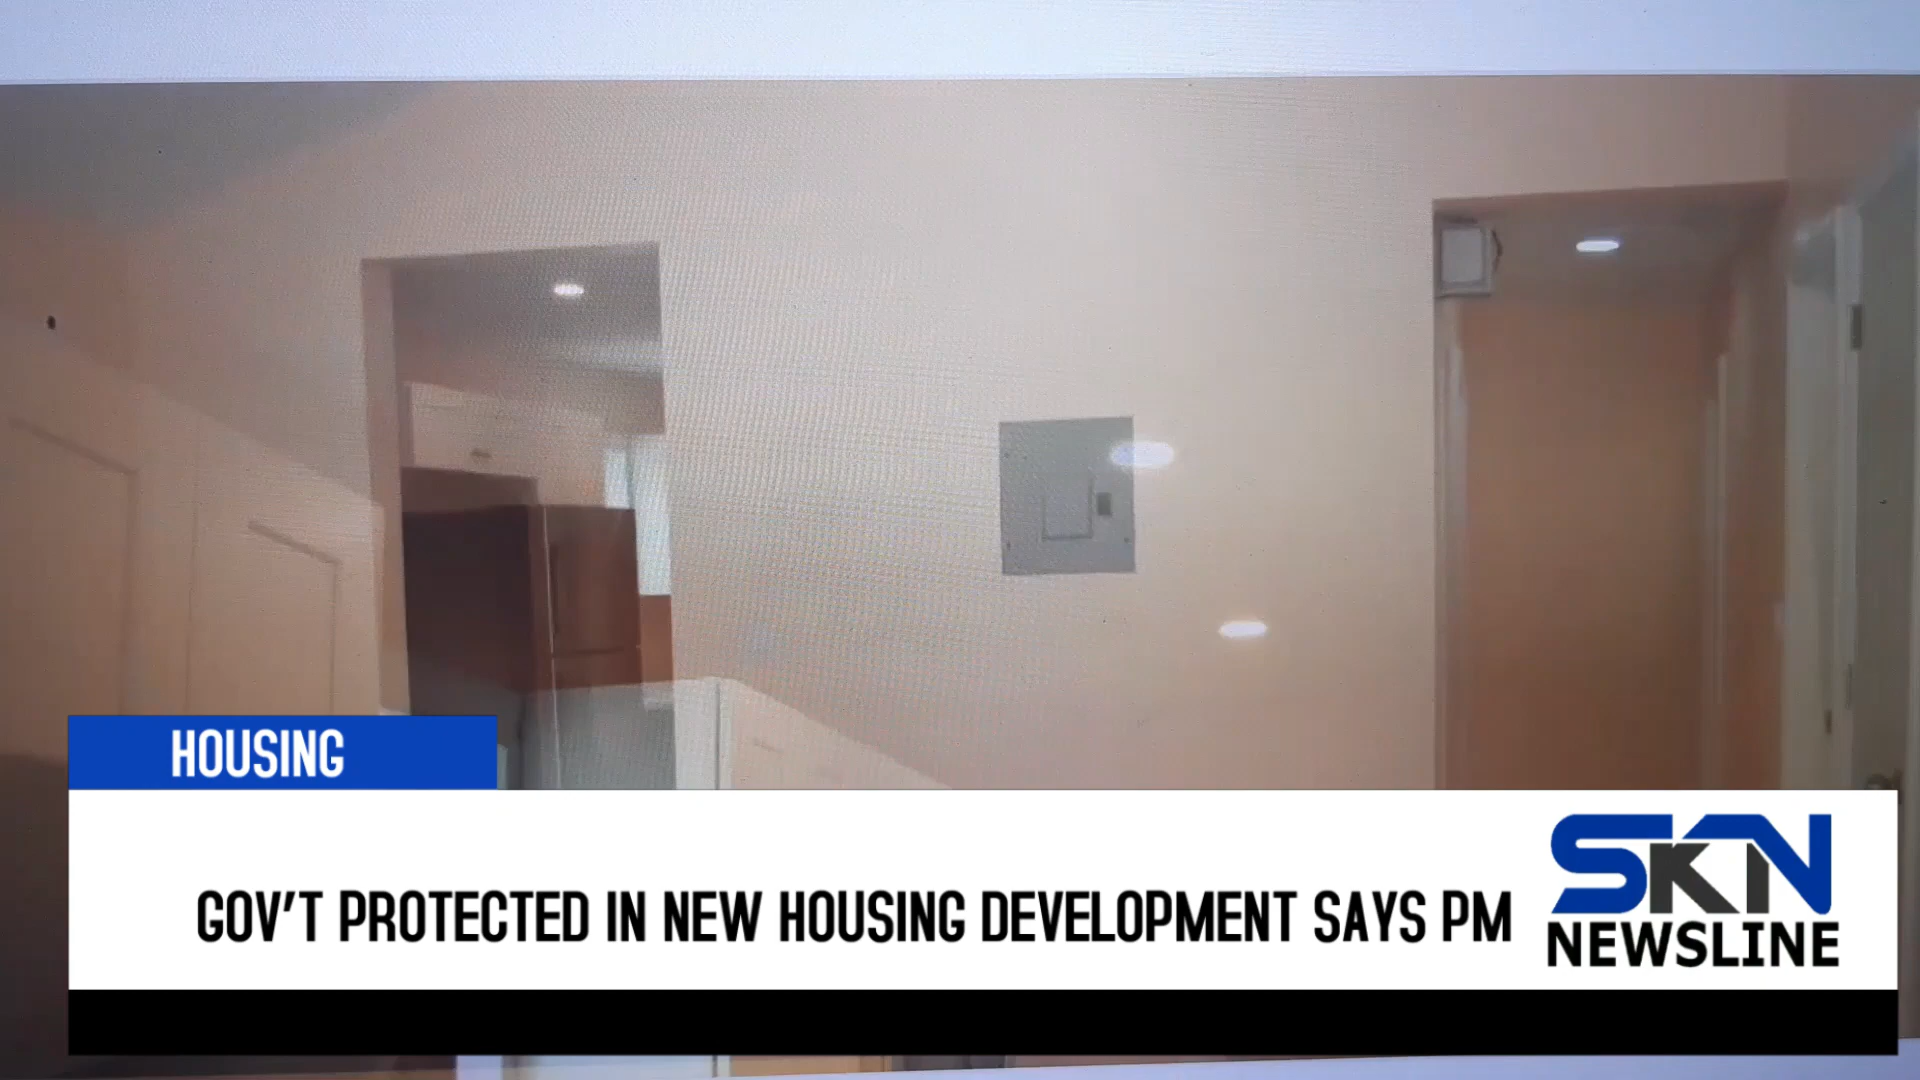 HOUSING
GOV'T PROTECTED IN NEW HOUSING DEVELOPMENT SAYS PM
SKN
NEWSLINE